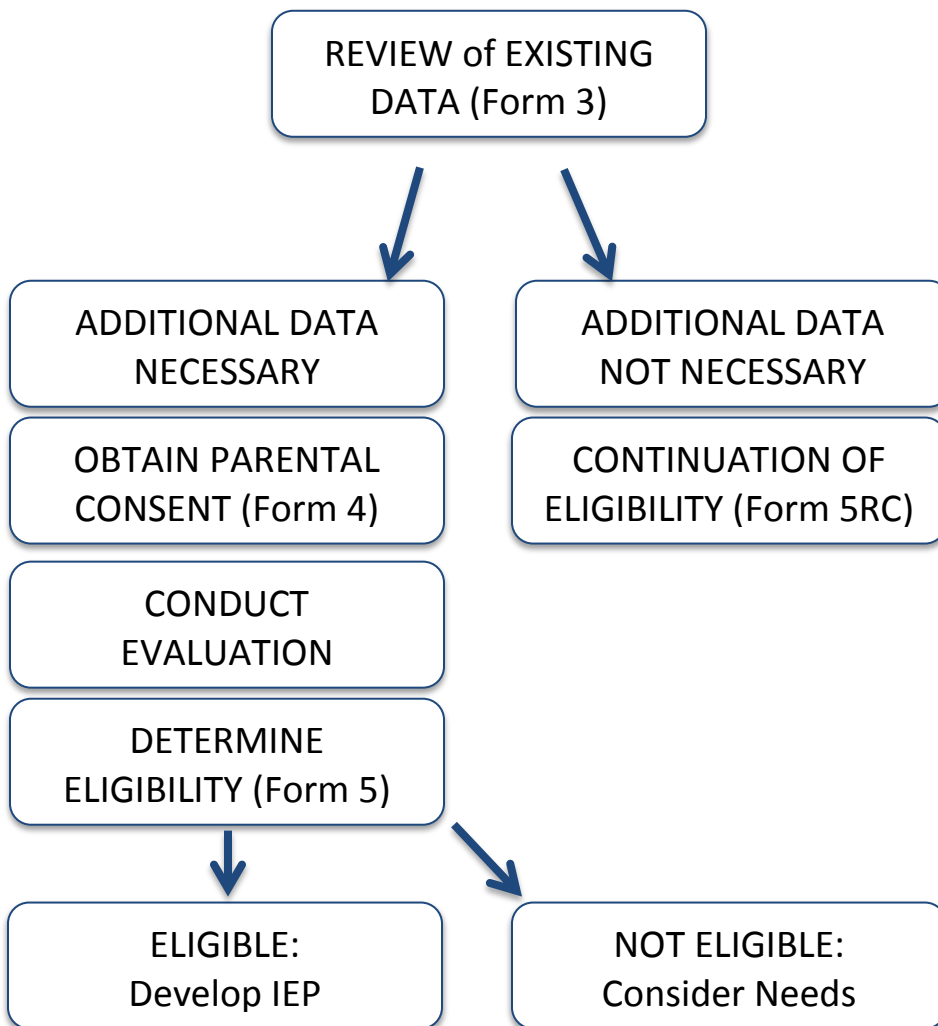 REVIEW of EXISTING
DATA (Form 3)
ADDITIONAL DATA
NECESSARY
ADDITIONAL DATA
NOT NECESSARY
OBTAIN PARENTAL
CONSENT (Form 4)
CONTINUATION OF
ELIGIBILITY (Form 5RC)
CONDUCT
EVALUATION
DETERMINE
ELIGIBILITY (Form 5)
ELIGIBLE:
Develop IEP
NOT ELIGIBLE:
Consider Needs